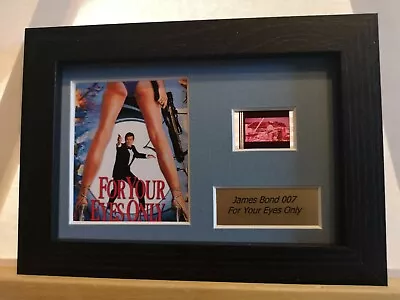 FOR YOUR
EYES ONLY
James Bond 007
For Your Eyes Only